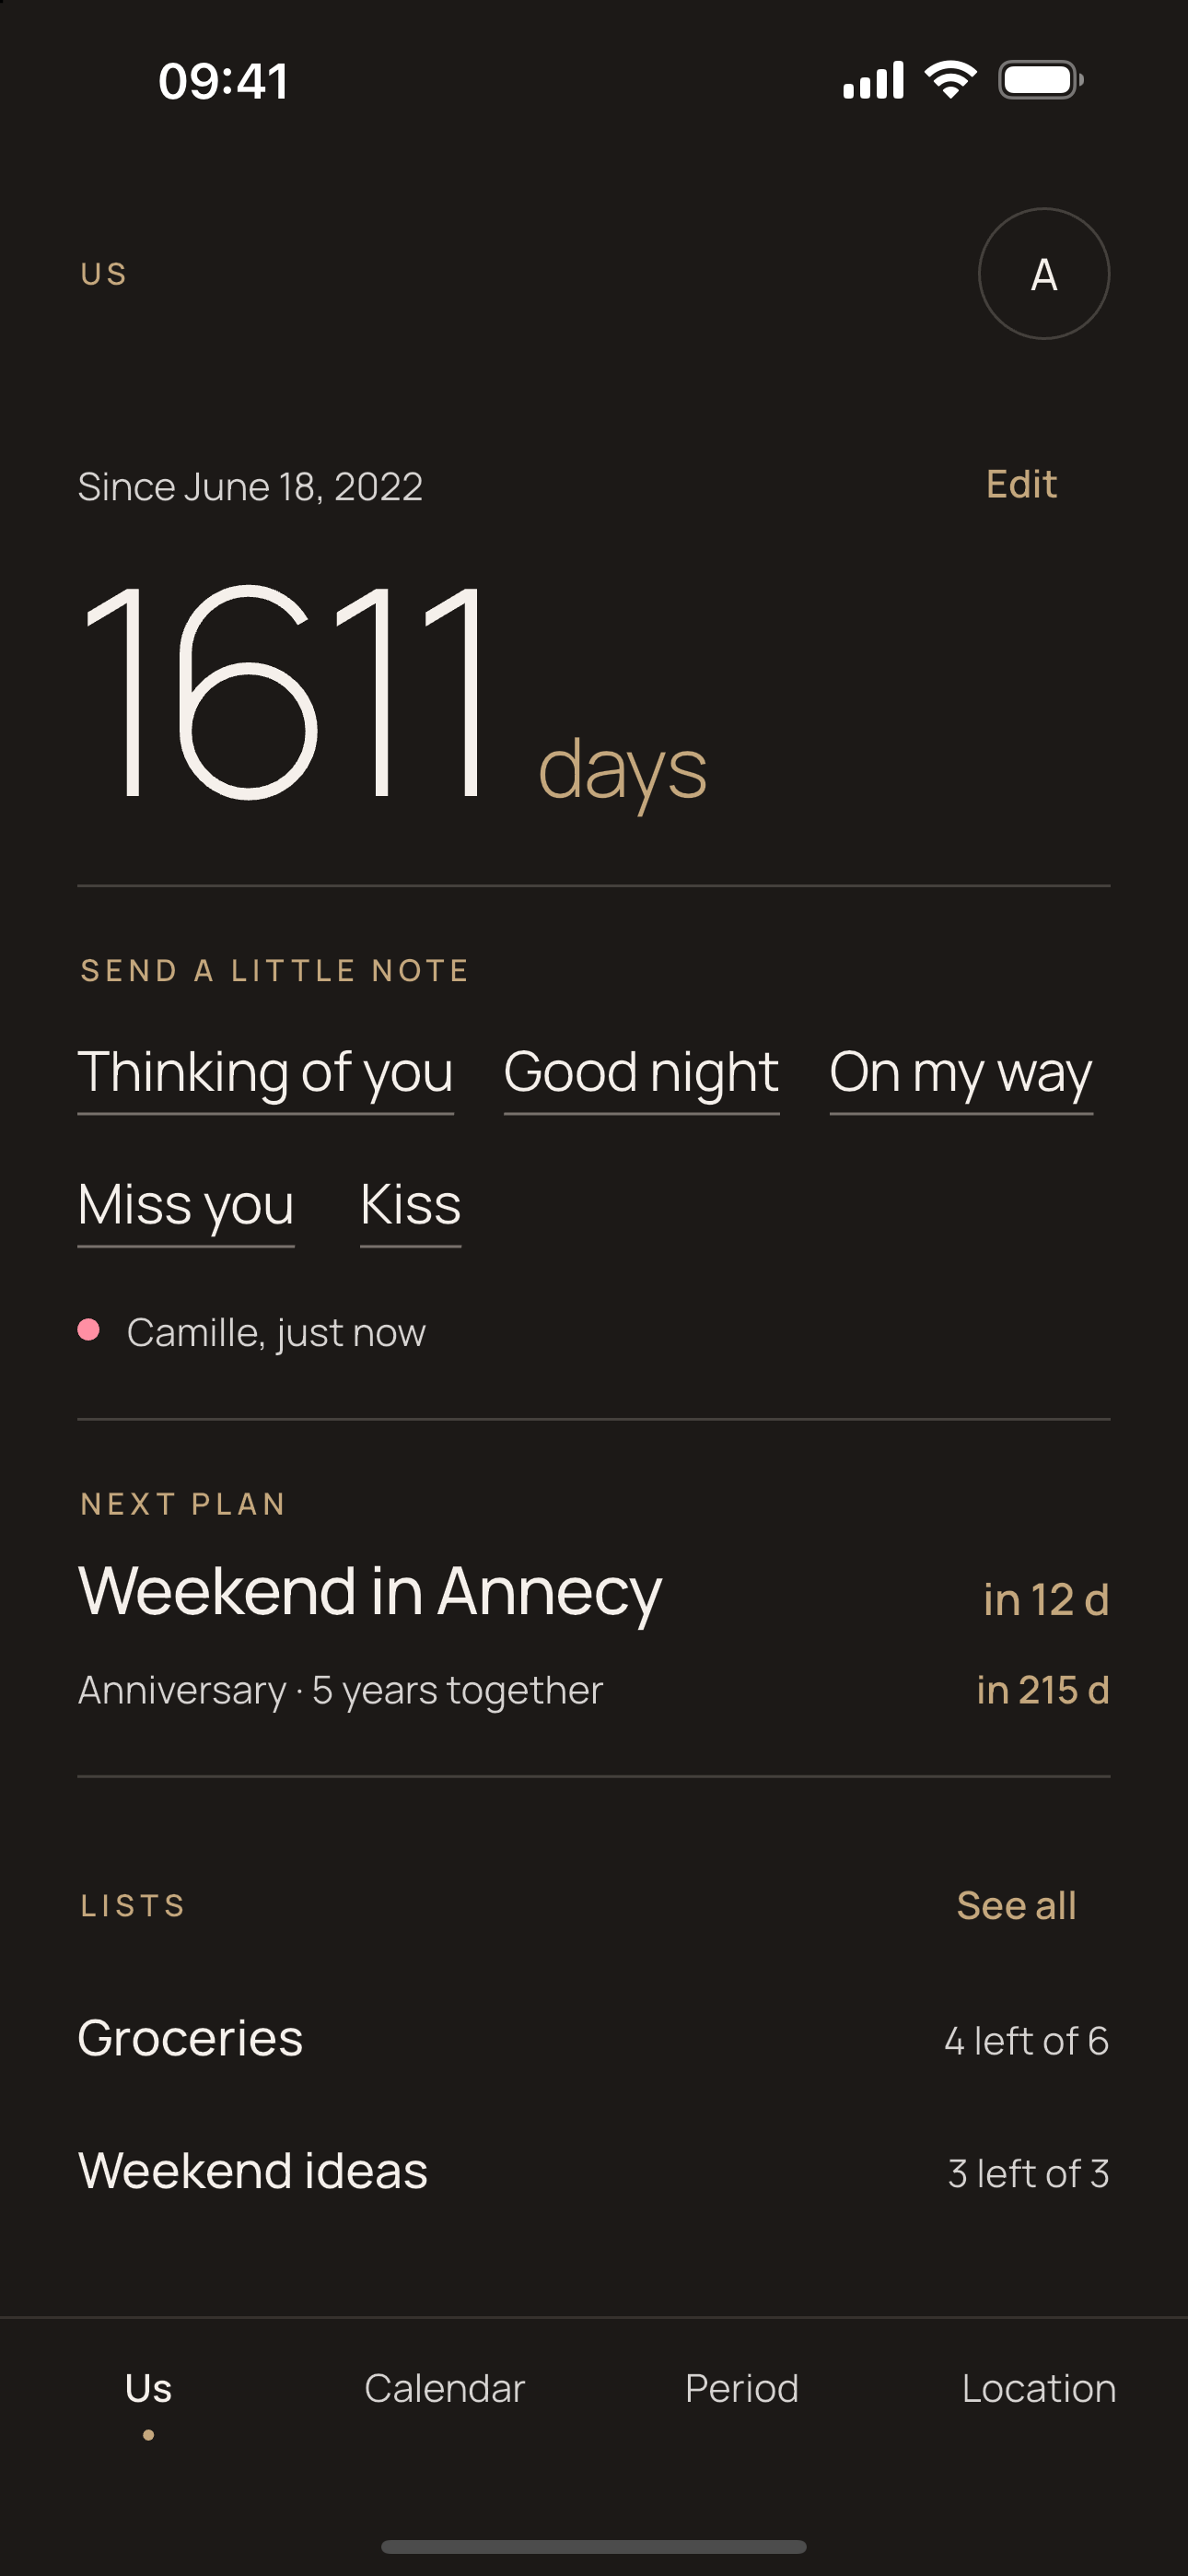 09:41
US
A
Since June 18, 2022
Edit
1611 days
SEND A LITTLE NOTE
Thinking of you Good night On my way
Miss you Kiss
Camille, just now
NEXT PLAN
Weekend in Annecy in 12 d
Anniversary · 5 years together in 215 d
LISTS See all
Groceries 4 left of 6
Weekend ideas 3 left of 3
Us Calendar Period Location